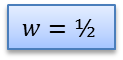 w = ½